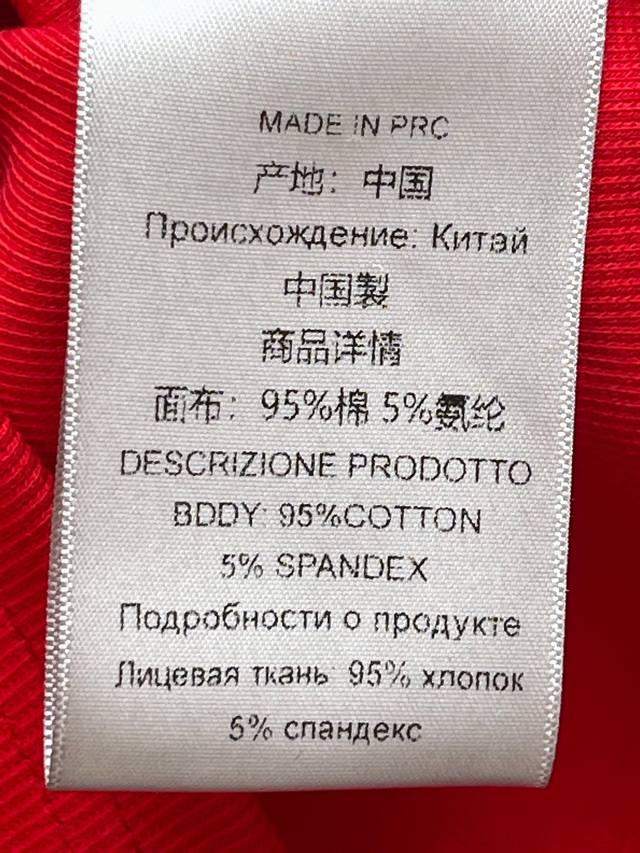 MADE IN PRC
产地：中国
Происхождение: Китай
中国製
商品详情
面布：95%棉 5%氨纶
DESCRIZIONE PRODOTTO
BDDY: 95%COTTON
5% SPANDEX
Подробности о продукте
Лицевая ткань: 95% хлопок
5% спандекс